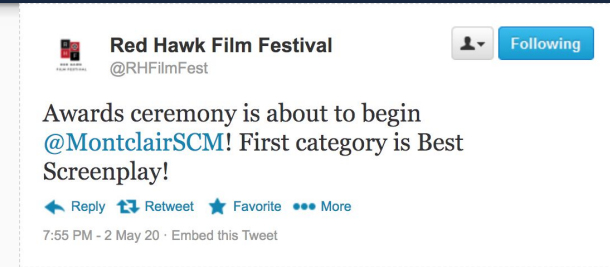 Red Hawk Film Festival
@RHFilmFest
Following
Awards ceremony is about to begin
@MontclairSCM! First category is Best
Screenplay!
Reply Retweet Favorite More
7:55 PM - 2 May 20 · Embed this Tweet